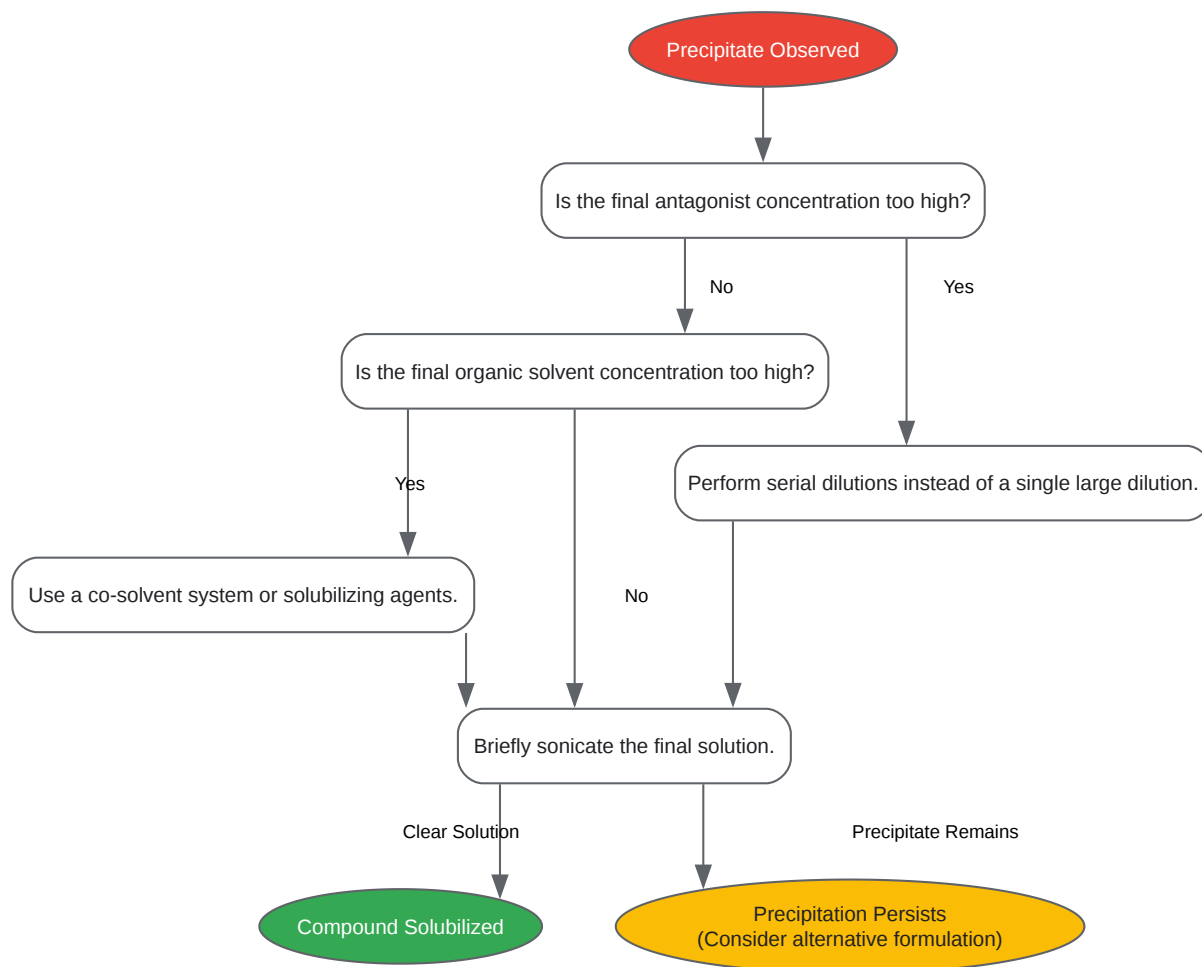 Precipitate Observed
Is the final antagonist concentration too high?
No
Yes
Is the final organic solvent concentration too high?
Perform serial dilutions instead of a single large dilution.
Yes
Use a co-solvent system or solubilizing agents.
No
Briefly sonicate the final solution.
Clear Solution
Precipitate Remains
Compound Solubilized
Precipitation Persists
(Consider alternative formulation)